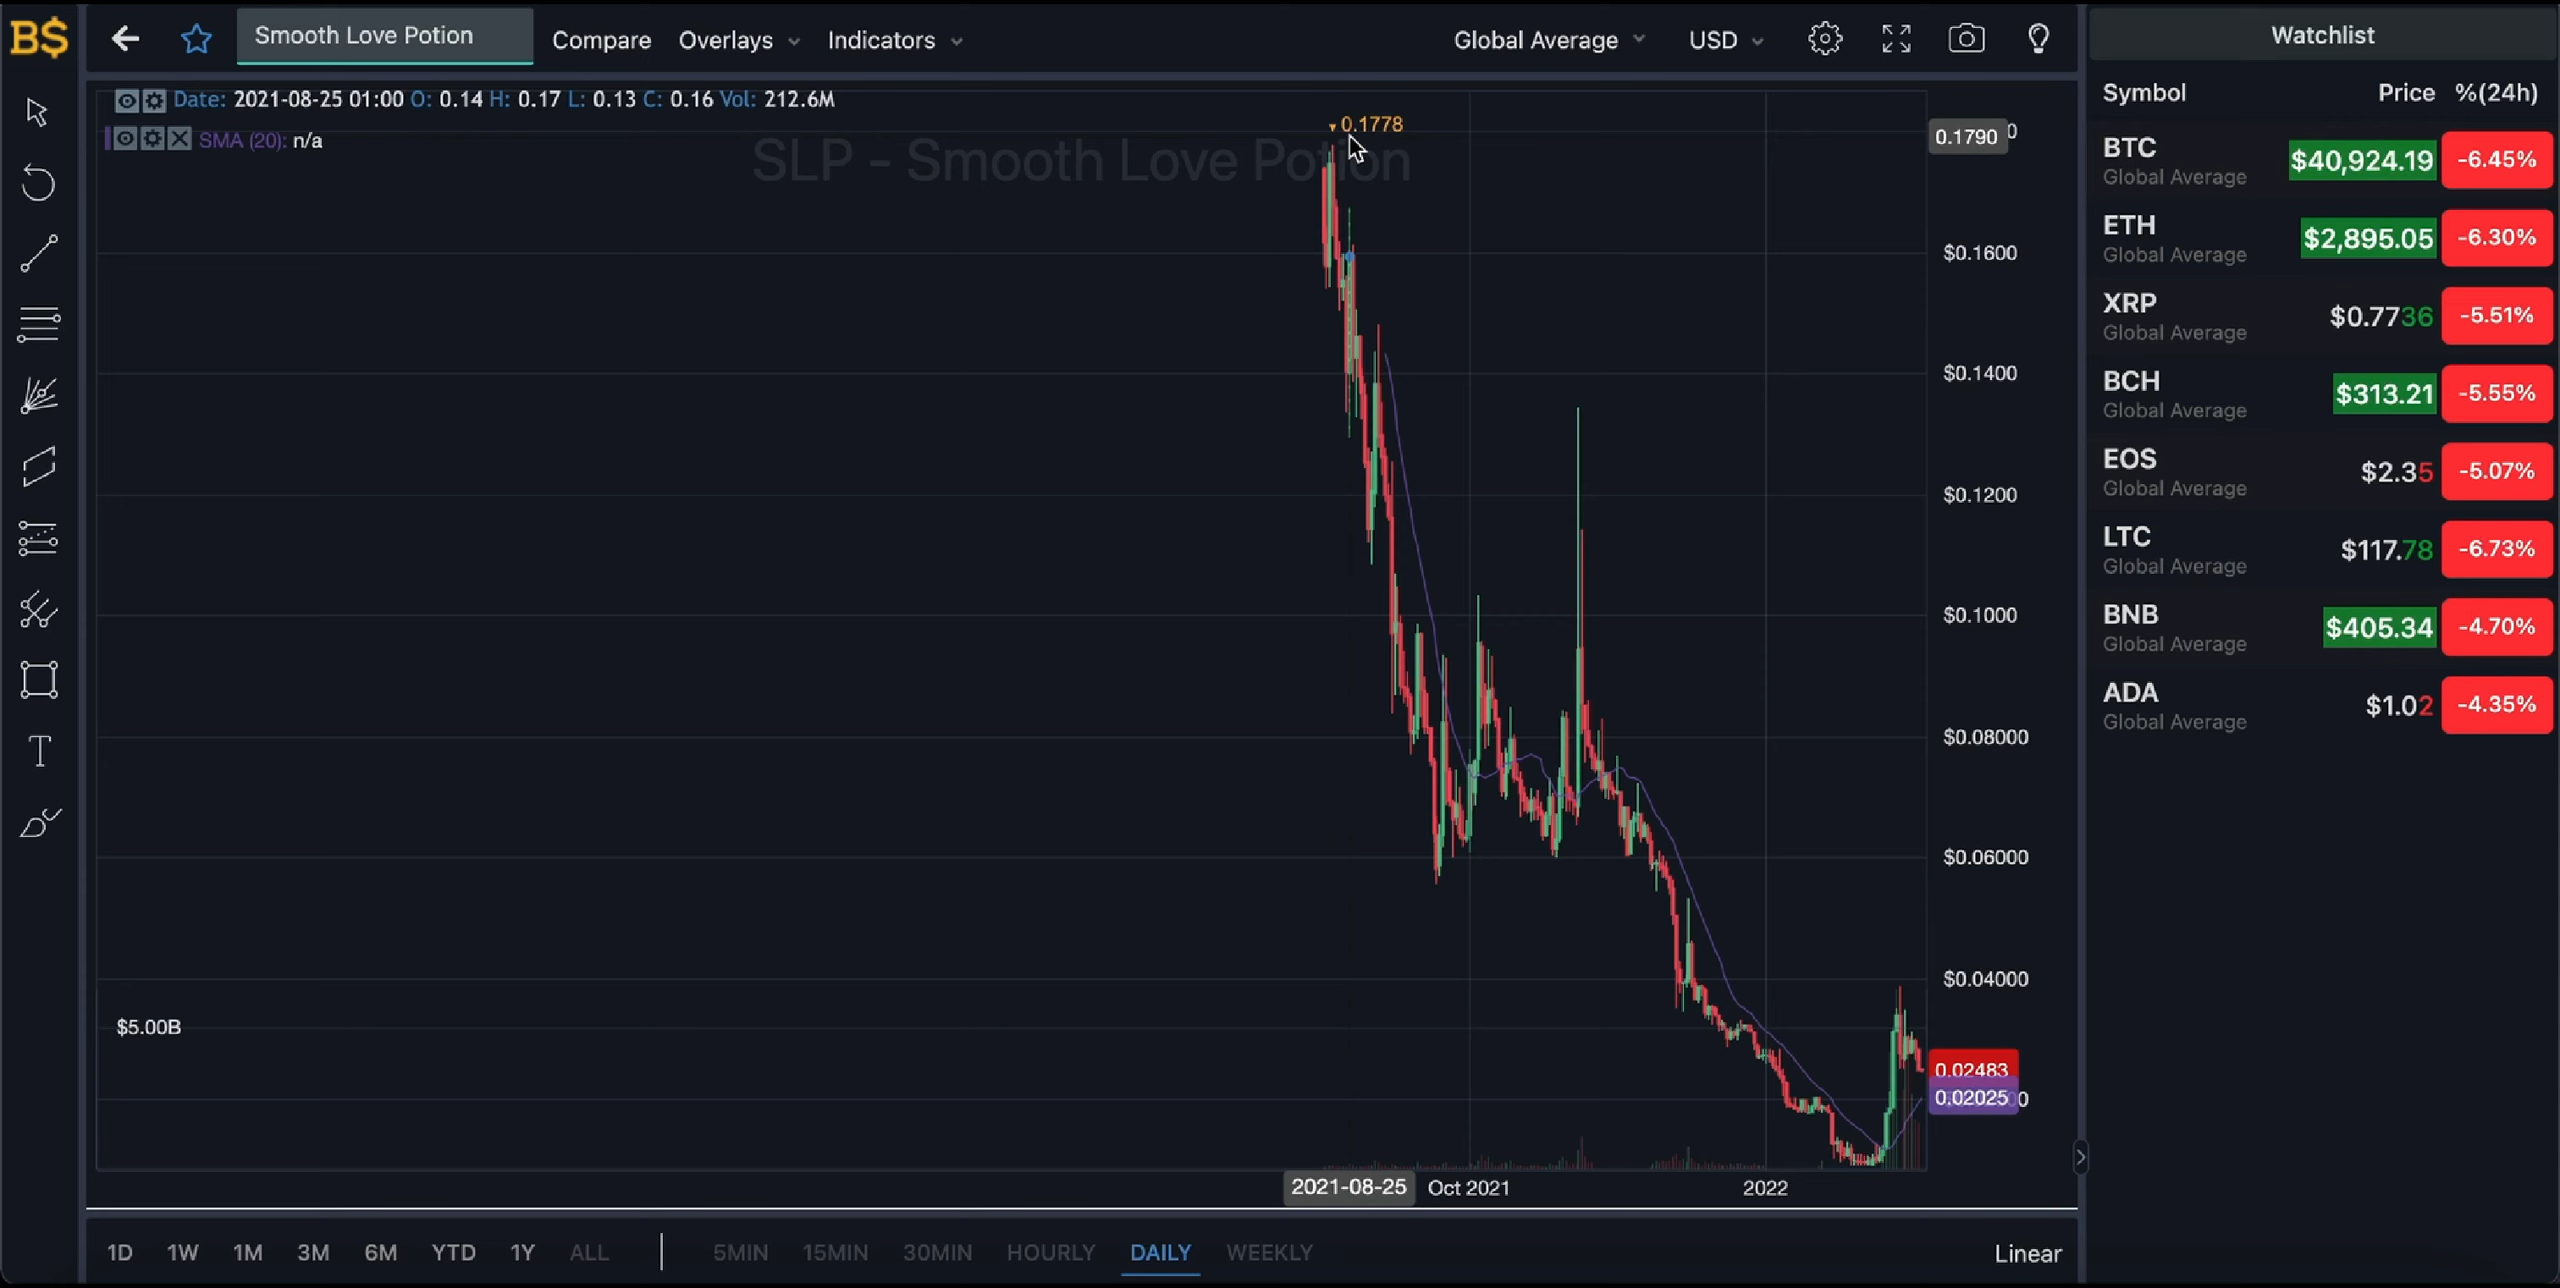 B$
Smooth Love Potion
Compare
Overlays
Indicators
Global Average
USD
Date: 2021-08-25 01:00 O: 0.14 H: 0.17 L: 0.13 C: 0.16 Vol: 212.6M
SMA (20): n/a
0.1778
SLP - Smooth Love Potion
0.1790
$0.1600
$0.1400
$0.1200
$0.1000
$0.08000
$0.06000
$0.04000
$5.00B
0.02483
0.02025
2021-08-25
Oct 2021
2022
1D 1W 1M 3M 6M YTD 1Y ALL
5MIN 15MIN 30MIN HOURLY DAILY WEEKLY
Linear
Watchlist
Symbol Price %(24h)
BTC $40,924.19 -6.45%
Global Average
ETH $2,895.05 -6.30%
Global Average
XRP $0.7736 -5.51%
Global Average
BCH $313.21 -5.55%
Global Average
EOS $2.35 -5.07%
Global Average
LTC $117.78 -6.73%
Global Average
BNB $405.34 -4.70%
Global Average
ADA $1.02 -4.35%
Global Average